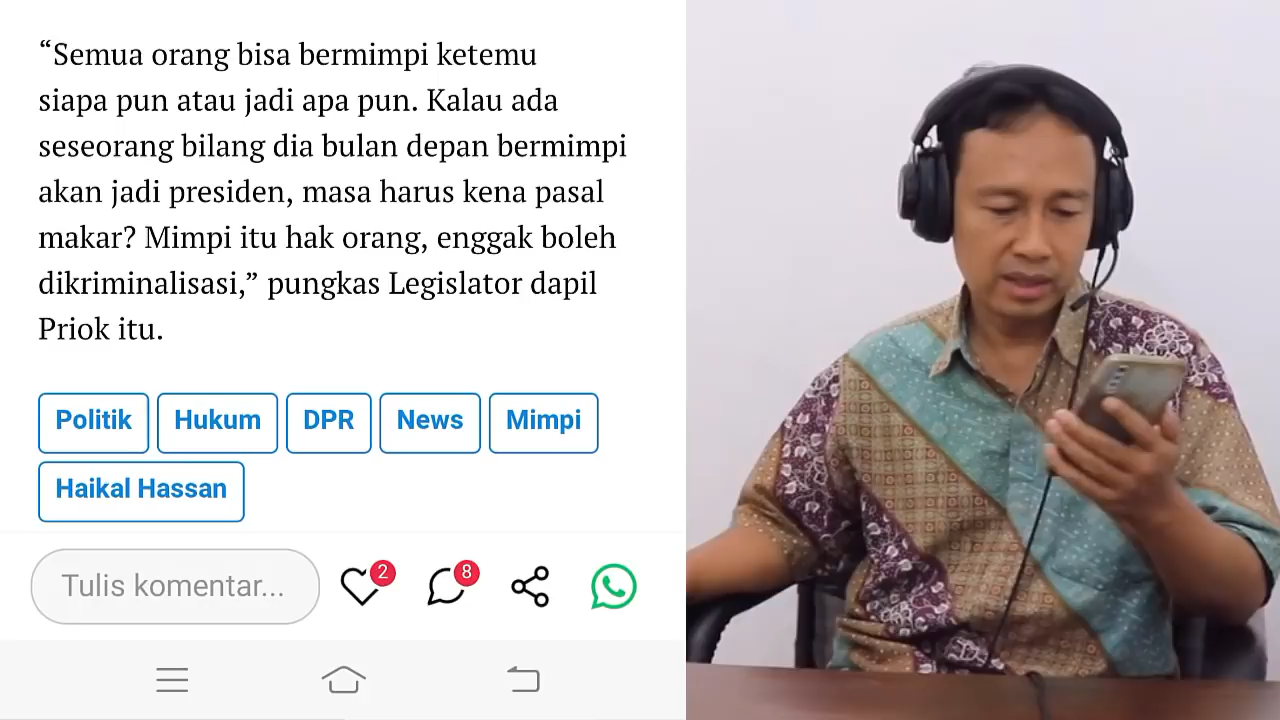 “Semua orang bisa bermimpi ketemu
siapa pun atau jadi apa pun. Kalau ada
seseorang bilang dia bulan depan bermimpi
akan jadi presiden, masa harus kena pasal
makar? Mimpi itu hak orang, enggak boleh
dikriminalisasi,” pungkas Legislator dapil
Priok itu.
Politik Hukum DPR News Mimpi
Haikal Hassan
Tulis komentar... 2 8